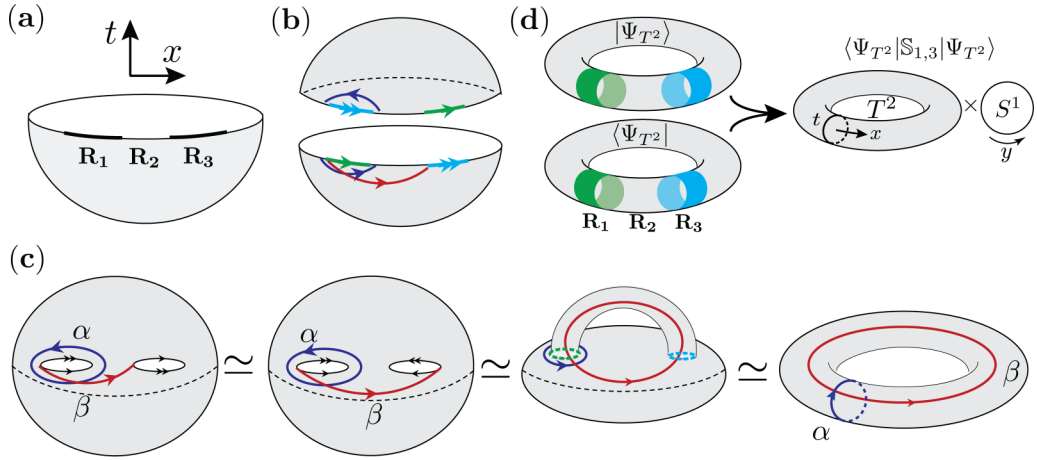 (a)
t
x
R₁ R₂ R₃
(b)
(d)
|Ψ_{T²}⟩
⟨Ψ_{T²}|
R₁ R₂ R₃
⟨Ψ_{T²}|𝕊_{1,3}|Ψ_{T²}⟩
T² × S¹
t
x
y
(c)
α
β
≃
α
β
≃
≃
α
β